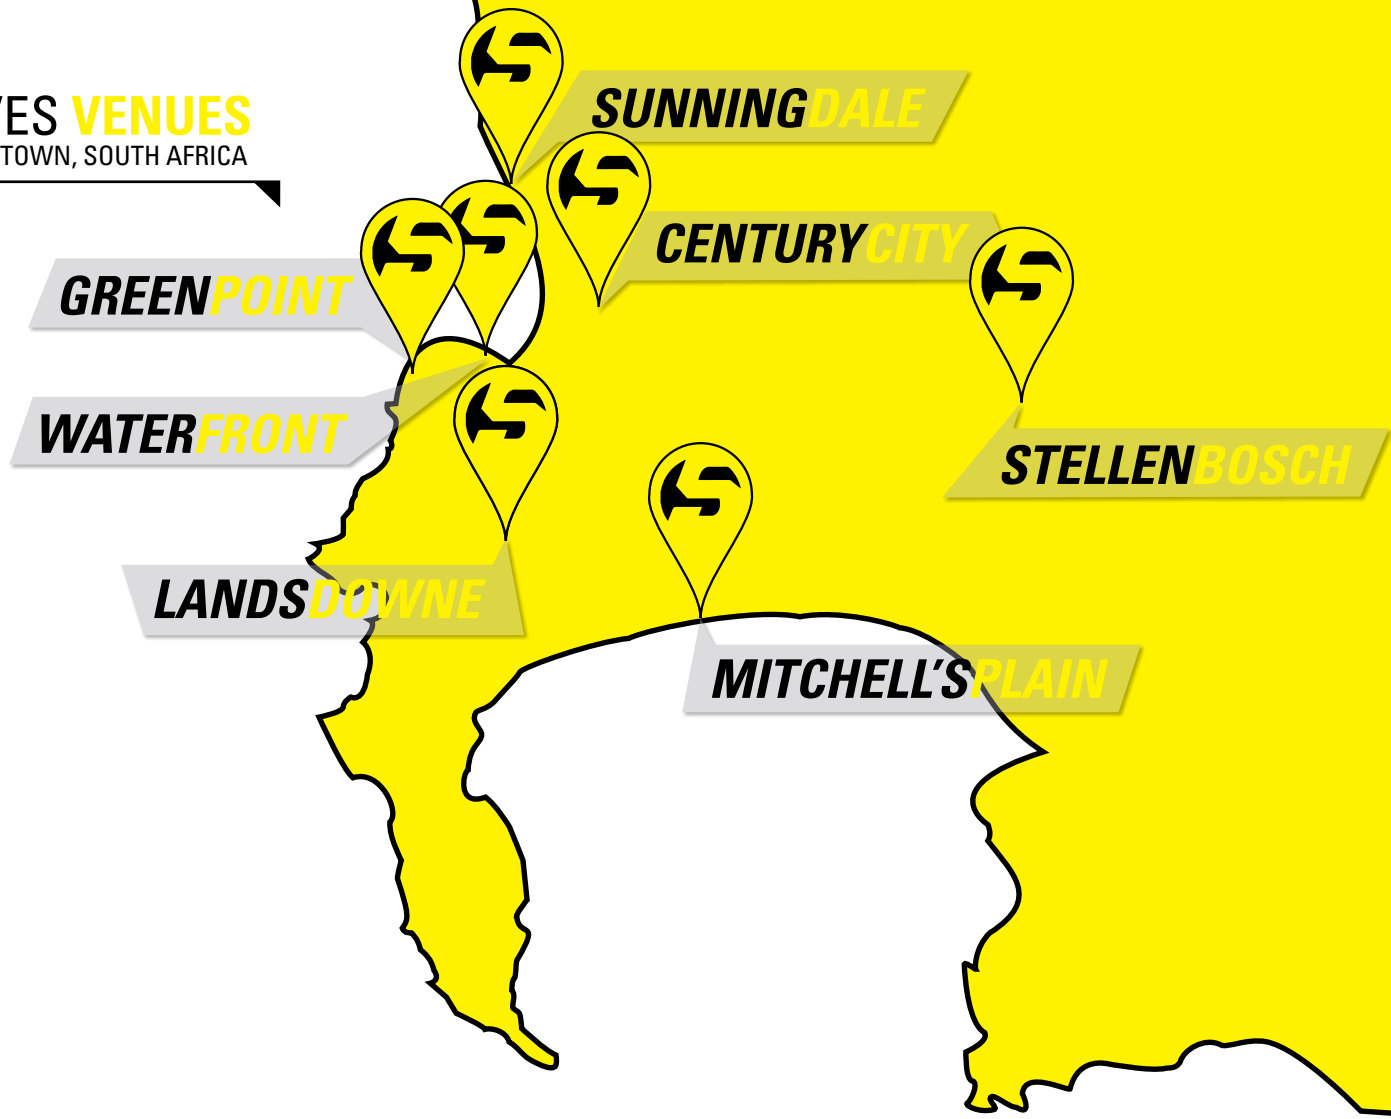 VENUES
TOWN, SOUTH AFRICA
SUNNINGDALE
CENTURYCITY
GREENPOINT
WATERFRONT
STELLENBOSCH
LANDSDOWNE
MITCHELL'SPLAIN